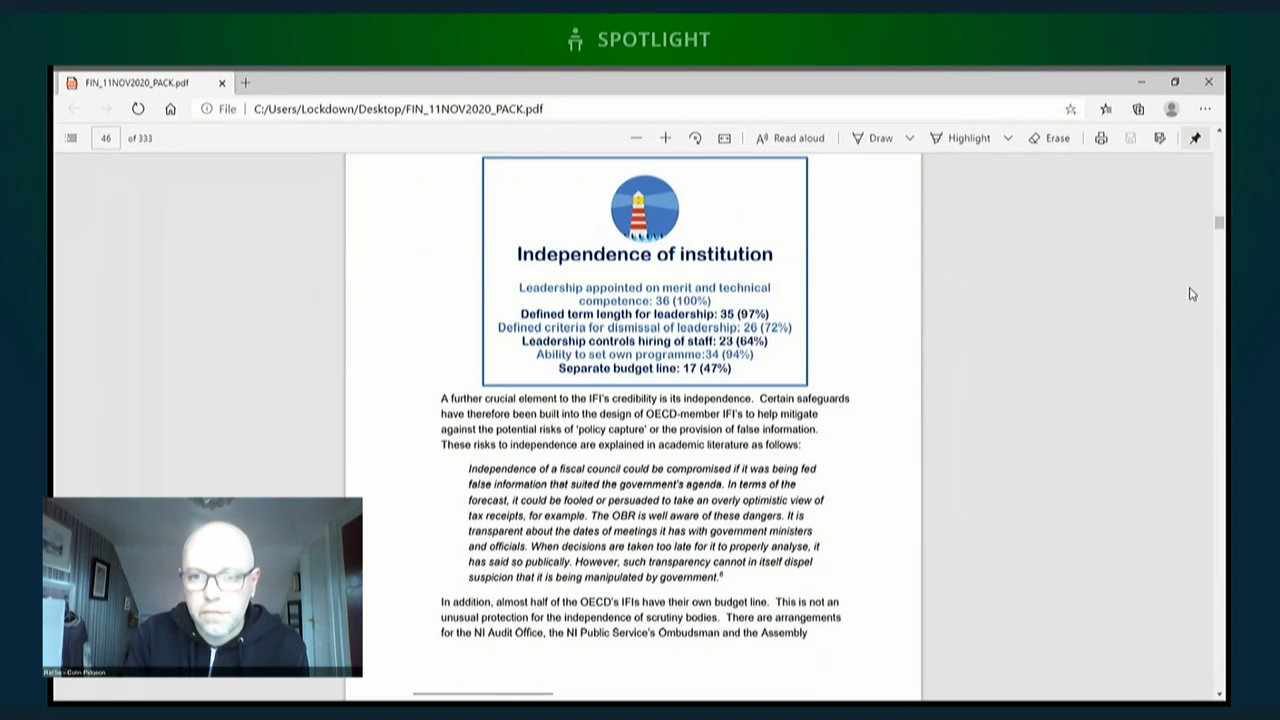 SPOTLIGHT
FIN_11NOV2020_PACK.pdf
File
C:/Users/Lockdown/Desktop/FIN_11NOV2020_PACK.pdf
46 of 333
Read aloud
Draw
Highlight
Erase
Independence of institution
Leadership appointed on merit and technical
competence: 36 (100%)
Defined term length for leadership: 35 (97%)
Defined criteria for dismissal of leadership: 26 (72%)
Leadership controls hiring of staff: 23 (64%)
Ability to set own programme:34 (94%)
Separate budget line: 17 (47%)
A further crucial element to the IFI's credibility is its independence. Certain safeguards
have therefore been built into the design of OECD-member IFI's to help mitigate
against the potential risks of 'policy capture' or the provision of false information.
These risks to independence are explained in academic literature as follows:
Independence of a fiscal council could be compromised if it was being fed
false information that suited the government's agenda. In terms of the
forecast, it could be fooled or persuaded to take an overly optimistic view of
tax receipts, for example. The OBR is well aware of these dangers. It is
transparent about the dates of meetings it has with government ministers
and officials. When decisions are taken too late for it to properly analyse, it
has said so publically. However, such transparency cannot in itself dispel
suspicion that it is being manipulated by government.6
In addition, almost half of the OECD's IFIs have their own budget line. This is not an
unusual protection for the independence of scrutiny bodies. There are arrangements
for the NI Audit Office, the NI Public Service's Ombudsman and the Assembly
RaISe - Colin Pidgeon